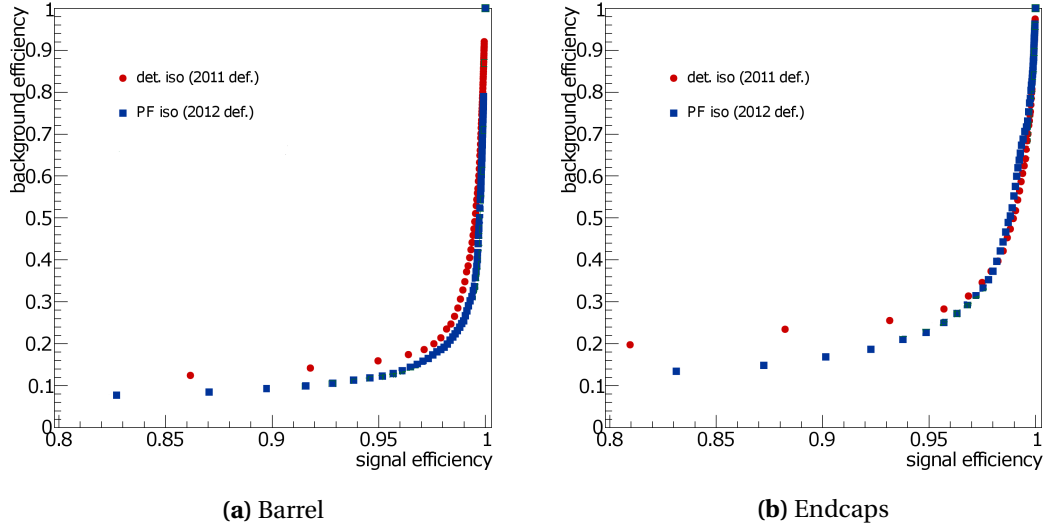 background efficiency
1
0.9
0.8
0.7
0.6
0.5
0.4
0.3
0.2
0.1
0
det. iso (2011 def.)
PF iso (2012 def.)
0.8 0.85 0.9 0.95 1
signal efficiency
(a) Barrel
background efficiency
1
0.9
0.8
0.7
0.6
0.5
0.4
0.3
0.2
0.1
0
det. iso (2011 def.)
PF iso (2012 def.)
0.8 0.85 0.9 0.95 1
signal efficiency
(b) Endcaps